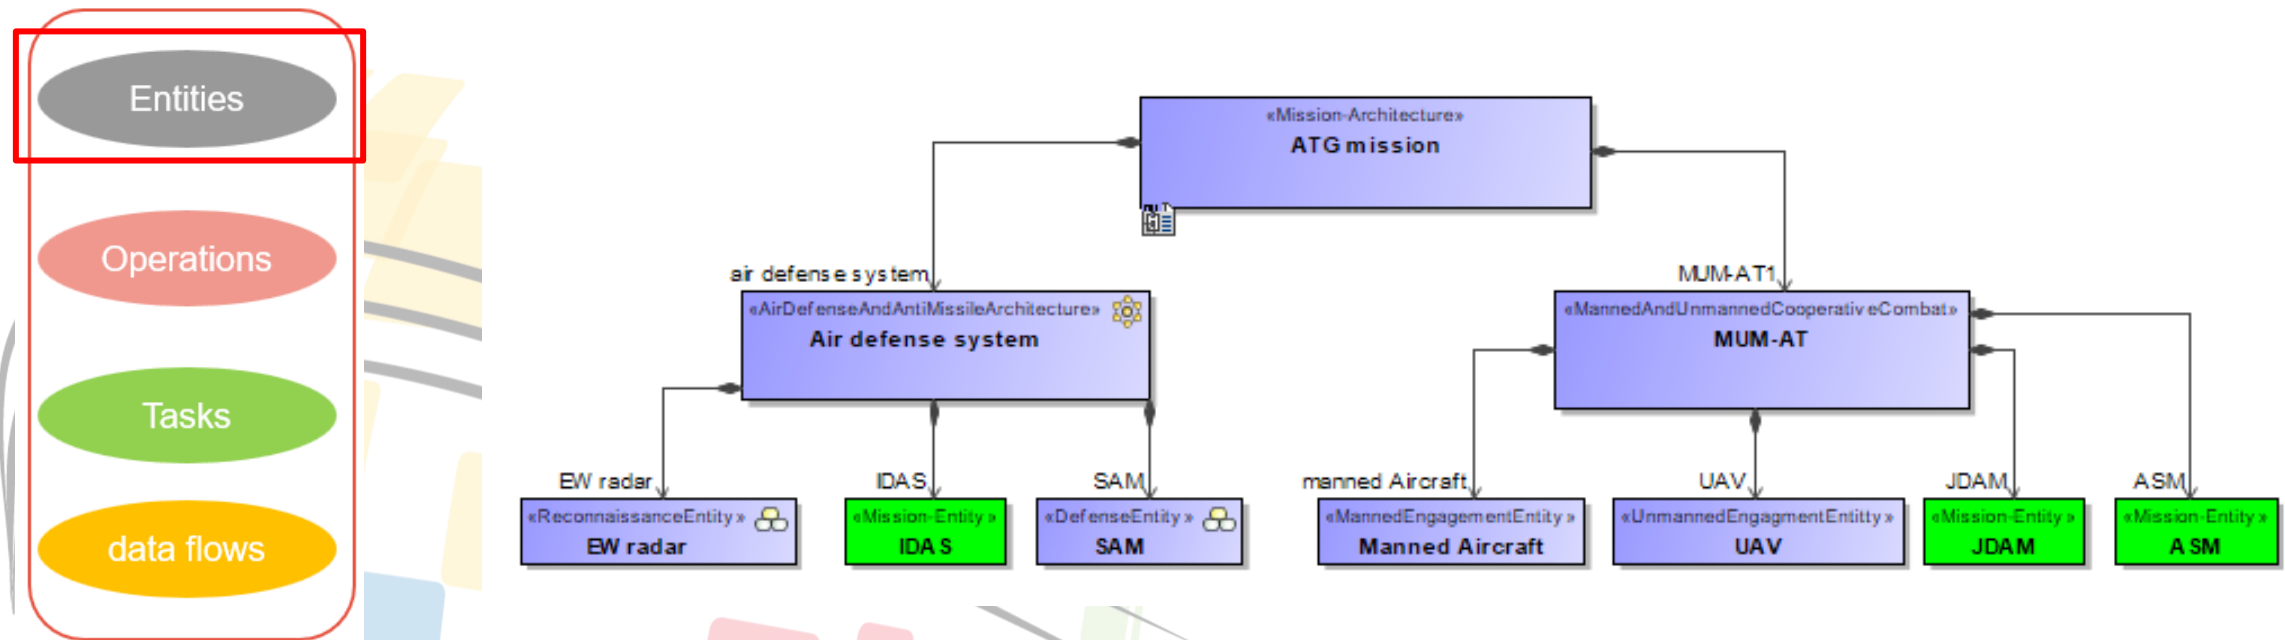 Entities
Operations
Tasks
data flows
«Mission-Architecture»
ATG mission
air defense system
MUM-AT1
«AirDefenseAndAntiMissileArchitecture»
Air defense system
«MannedAndUnmannedCooperativeCombat»
MUM-AT
EW radar
IDAS
SAM
manned Aircraft
UAV
JDAM
ASM
«ReconnaissanceEntity»
EW radar
«Mission-Entity»
IDAS
«DefenseEntity»
SAM
«MannedEngagementEntity»
Manned Aircraft
«UnmannedEngagmentEntitty»
UAV
«Mission-Entity»
JDAM
«Mission-Entity»
ASM